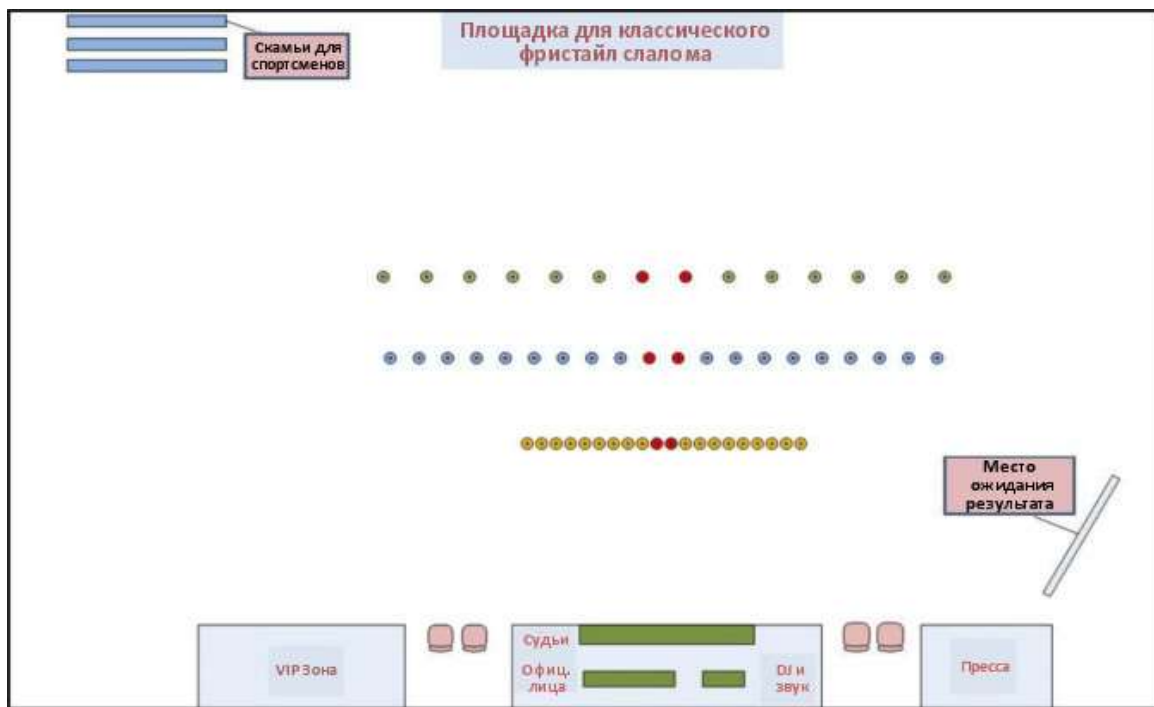 Площадка для классического
фристайл слалома
Скамьи для
спортсменов
Место
ожидания
результата
Судьи
VIP Зона
Офиц.
лица
DJ и
звук
Пресса